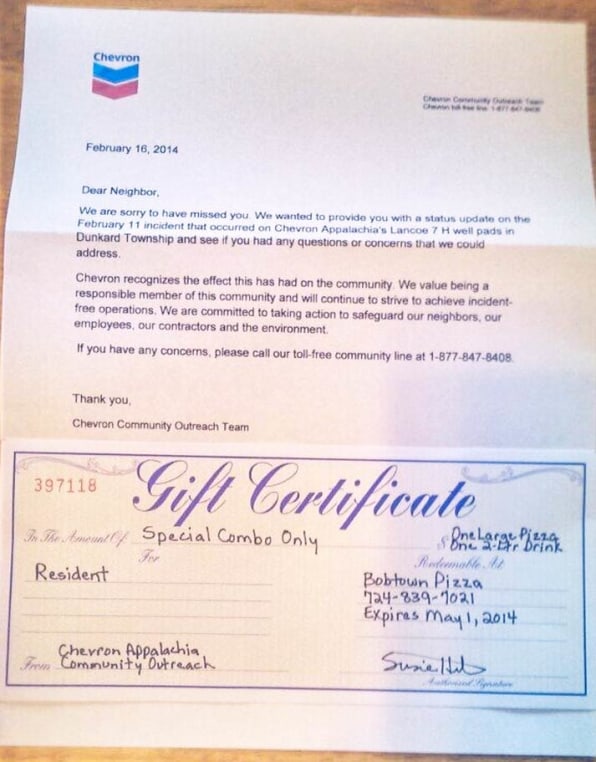 Chevron
Chevron Community Outreach Team
Chevron toll-free line 1-877-847-8408
February 16, 2014
Dear Neighbor,
We are sorry to have missed you. We wanted to provide you with a status update on the
February 11 incident that occurred on Chevron Appalachia's Lancoe 7 H well pads in
Dunkard Township and see if you had any questions or concerns that we could
address.
Chevron recognizes the effect this has had on the community. We value being a
responsible member of this community and will continue to strive to achieve incident-
free operations. We are committed to taking action to safeguard our neighbors, our
employees, our contractors and the environment.
If you have any concerns, please call our toll-free community line at 1-877-847-8408.
Thank you,
Chevron Community Outreach Team
397118
Gift Certificate
In The Amount Of Special Combo Only $ One Large Pizza
One 2-Ltr Drink
For
Redeemable At
Resident
Bobtown Pizza
724-839-7021
Expires May 1, 2014
From Chevron Appalachia
Community Outreach
Authorized Signature